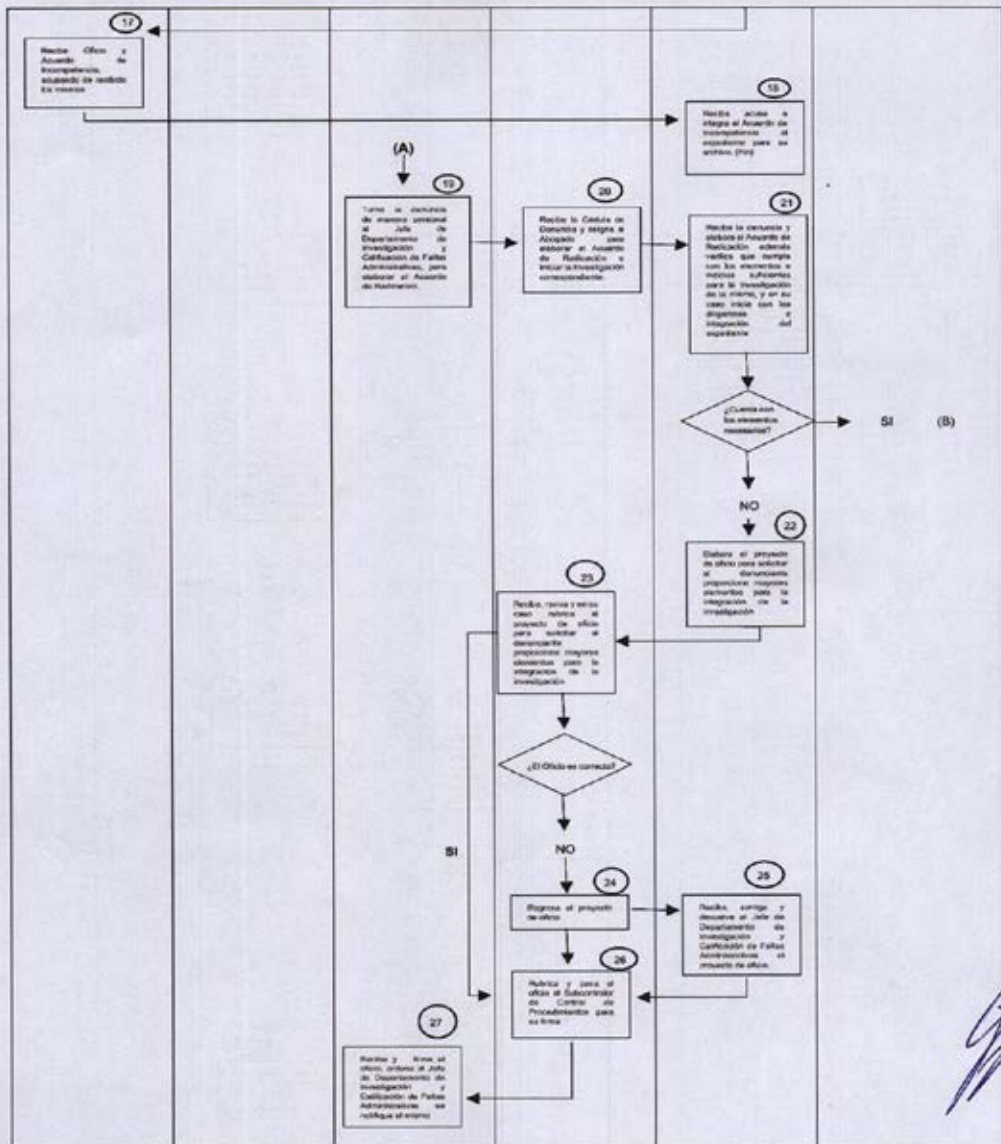 17
Recibe Oficio y
Acuerdo de
Incompetencia,
acusando de recibido
los mismos
18
Recibe acuse e
integra el Acuerdo de
Incompetencia al
expediente para su
archivo. (Fin)
(A)
19
Turna la denuncia
de manera personal
al Jefe de
Departamento de
Investigación y
Calificación de Faltas
Administrativas, para
elaborar el Acuerdo
de Radicación.
20
Recibe la Cédula de
Denuncia y asigna al
Abogado para
elaborar el Acuerdo
de Radicación e
iniciar la Investigación
correspondiente.
21
Recibe la denuncia y
elabora el Acuerdo de
Radicación además
verifica que cumpla
con los elementos e
indicios suficientes
para la investigación
de la misma, y en su
caso inicia con las
diligencias e
integración del
expediente
¿Cuenta con
los elementos
necesarios?
SI (B)
NO
22
Elabora el proyecto
de oficio para solicitar
al denunciante
proporcione mayores
elementos para la
integración de la
investigación
23
Recibe, revisa y en su
caso rubrica el
proyecto de oficio
para solicitar al
denunciante
proporcione mayores
elementos para la
integración de la
investigación
¿El Oficio es correcto?
SI
NO
24
Regresa el proyecto
de oficio
25
Recibe, corrige y
devuelve al Jefe de
Departamento de
Investigación y
Calificación de Faltas
Administrativas el
proyecto de oficio.
26
Rubrica y pasa el
oficio al Subcontralor
de Control de
Procedimientos para
su firma
27
Recibe y firma el
oficio, ordena al Jefe
de Departamento de
Investigación y
Calificación de Faltas
Administrativas se
notifique el mismo